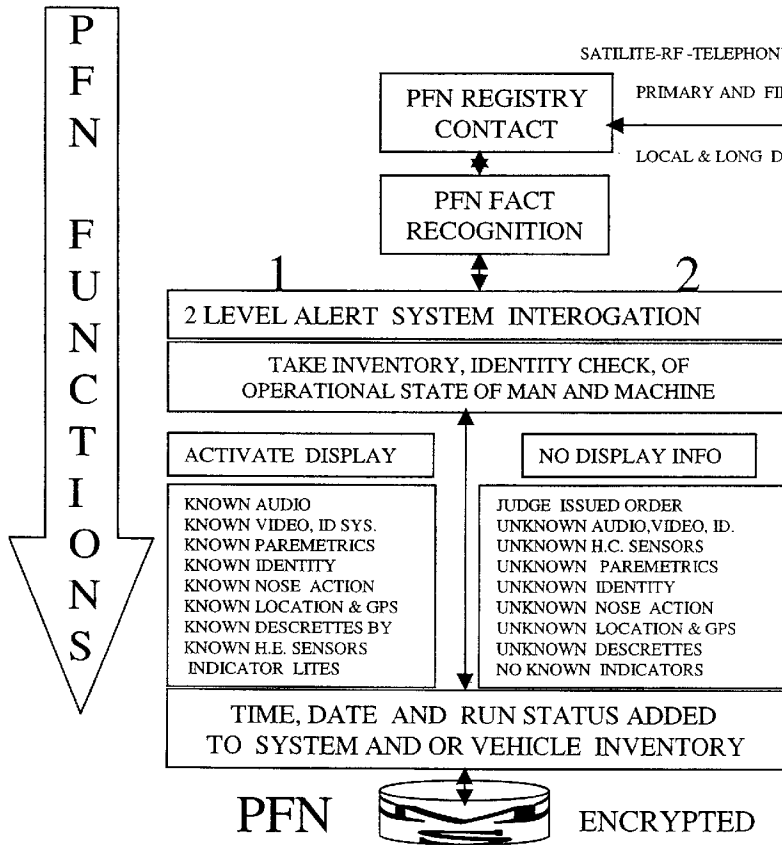 PFN FUNCTIONS
SATILITE-RF-TELEPHON
PFN REGISTRY
CONTACT
PRIMARY AND FI
LOCAL & LONG D
PFN FACT
RECOGNITION
1 2
2 LEVEL ALERT SYSTEM INTEROGATION
TAKE INVENTORY, IDENTITY CHECK, OF
OPERATIONAL STATE OF MAN AND MACHINE
ACTIVATE DISPLAY
KNOWN AUDIO
KNOWN VIDEO, ID SYS.
KNOWN PAREMETRICS
KNOWN IDENTITY
KNOWN NOSE ACTION
KNOWN LOCATION & GPS
KNOWN DESCRETTES BY
KNOWN H.E. SENSORS
INDICATOR LITES
NO DISPLAY INFO
JUDGE ISSUED ORDER
UNKNOWN AUDIO,VIDEO, ID.
UNKNOWN H.C. SENSORS
UNKNOWN PAREMETRICS
UNKNOWN IDENTITY
UNKNOWN NOSE ACTION
UNKNOWN LOCATION & GPS
UNKNOWN DESCRETTES
NO KNOWN INDICATORS
TIME, DATE AND RUN STATUS ADDED
TO SYSTEM AND OR VEHICLE INVENTORY
PFN ENCRYPTED